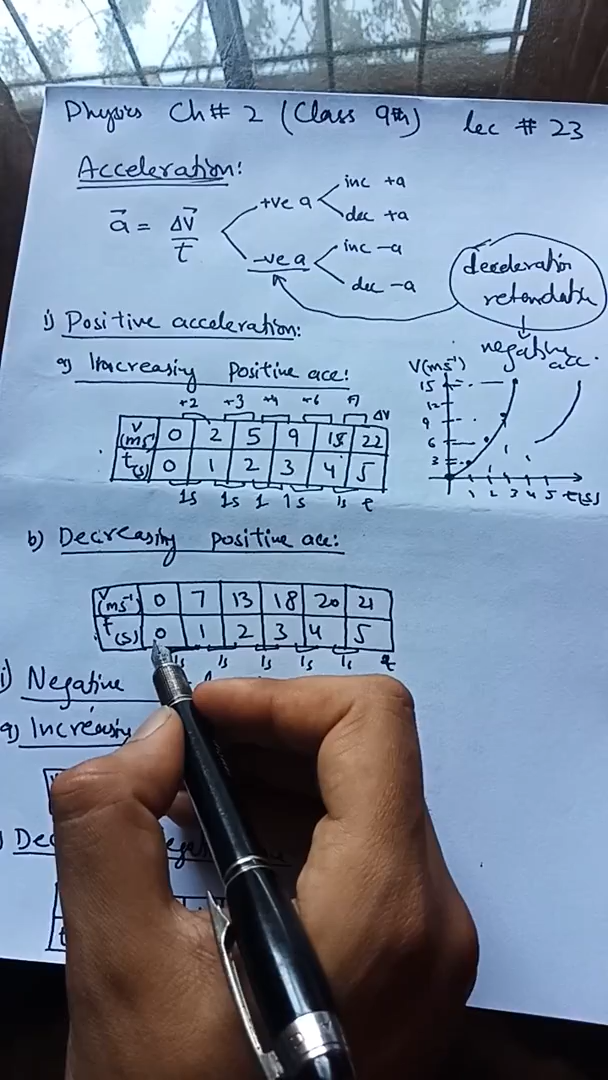 Physics Ch# 2 (Class 9th) lec # 23
Acceleration:
a = Δv/t
+ve a
inc +a
dec +a
-ve a
inc -a
dec -a
deceleration
retardation
negative acc.
i) Positive acceleration:
a) Increasing positive acc:
+2 +3 +4 +6 +7 ΔV
V (ms⁻¹) 0 2 5 9 15 22
t(s) 0 1 2 3 4 5
1s 1s 1 1s 1s t
V(ms⁻¹)
15
12
9
6
3
1 2 3 4 5 t(s)
b) Decreasing positive acc:
V (ms⁻¹) 0 7 13 18 20 21
t(s) 0 1 2 3 4 5
1s 1s 1s 1s 1s t
i) Negative
a) Increasing